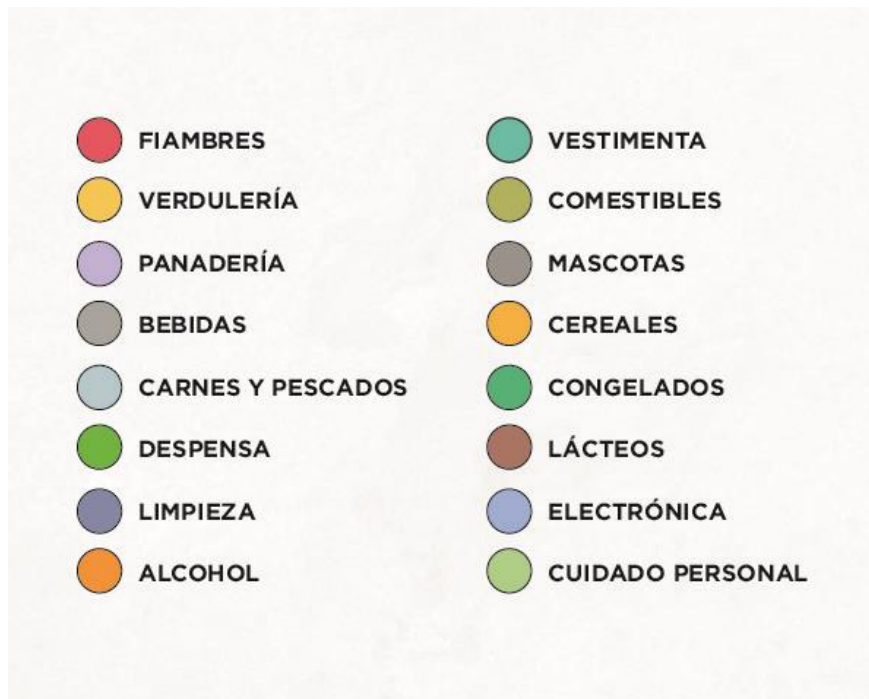 FIAMBRES
VERDULERÍA
PANADERÍA
BEBIDAS
CARNES Y PESCADOS
DESPENSA
LIMPIEZA
ALCOHOL
VESTIMENTA
COMESTIBLES
MASCOTAS
CEREALES
CONGELADOS
LÁCTEOS
ELECTRÓNICA
CUIDADO PERSONAL